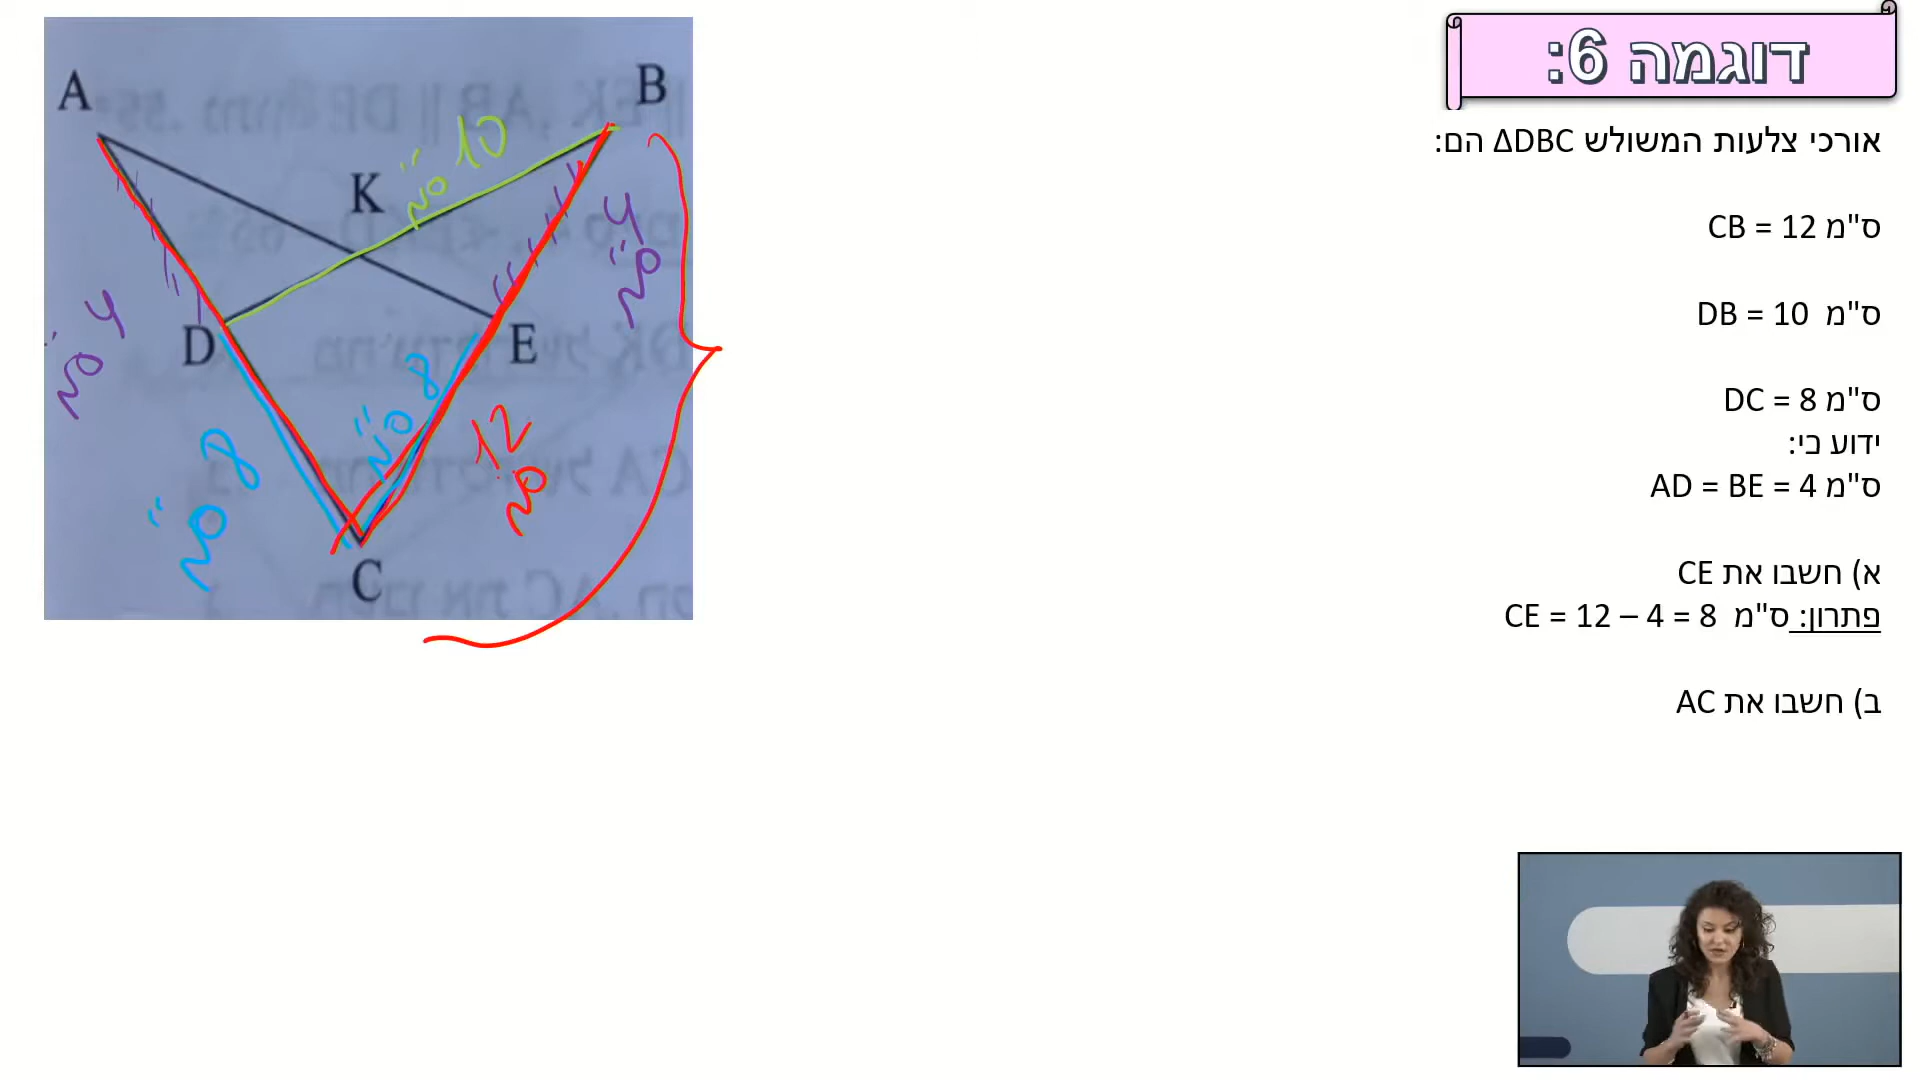 דוגמה 6:
אורכי צלעות המשולש ΔDBC הם:
CB = 12 ס"מ
DB = 10 ס"מ
DC = 8 ס"מ
ידוע כי:
AD = BE = 4 ס"מ
א) חשבו את CE
פתרון: CE = 12 – 4 = 8 ס"מ
ב) חשבו את AC
A
B
K
D
E
C
10 ס"מ
4 ס"מ
4 ס"מ
8 ס"מ
8 ס"מ
12 ס"מ